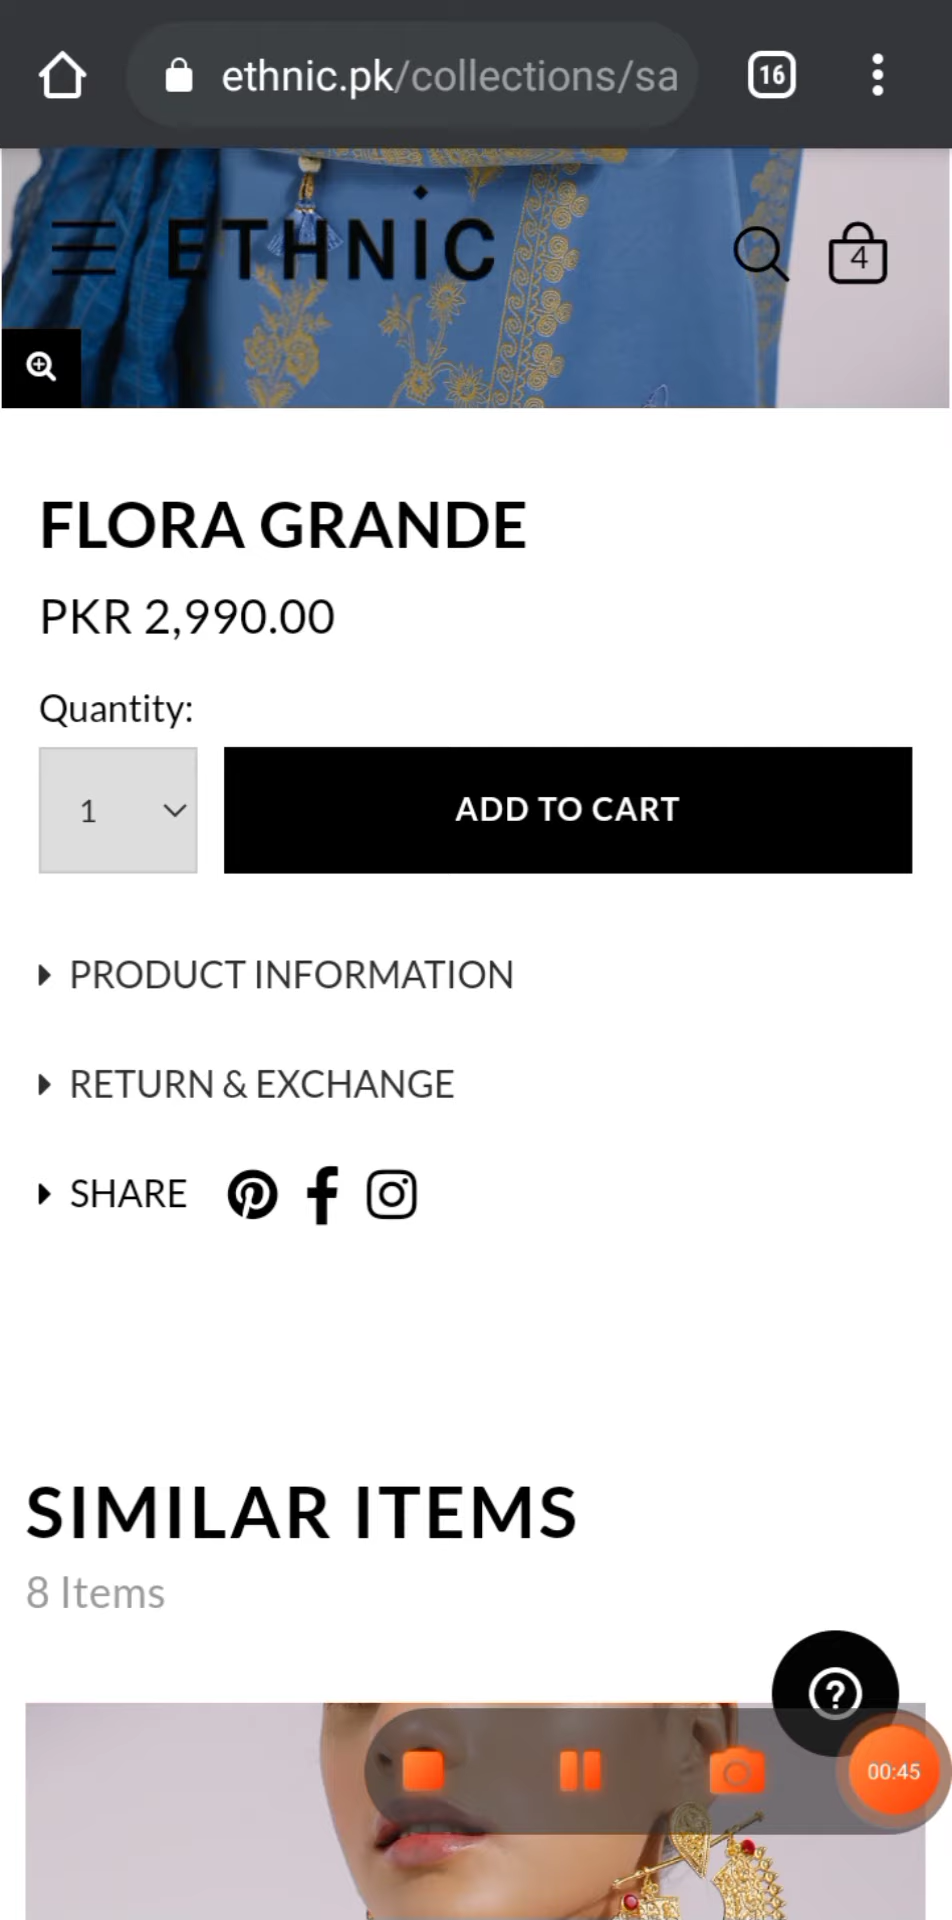 ethnic.pk/collections/sa
16
ETHNIC
4
FLORA GRANDE
PKR 2,990.00
Quantity:
1
ADD TO CART
PRODUCT INFORMATION
RETURN & EXCHANGE
SHARE
SIMILAR ITEMS
8 Items
00:45